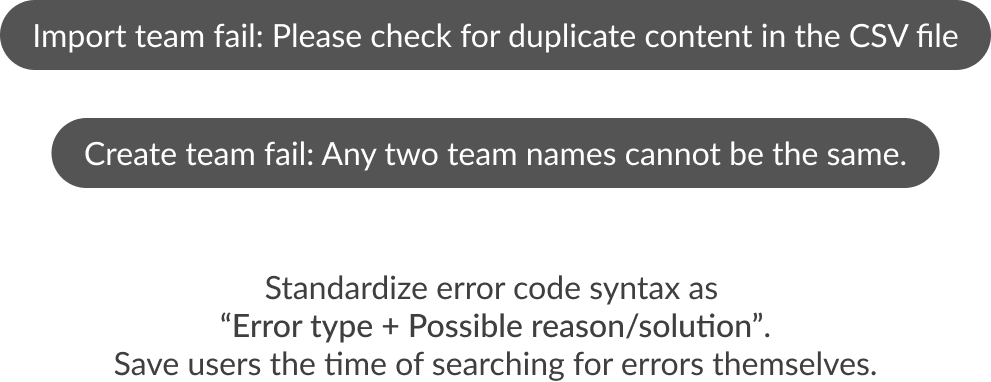 Import team fail: Please check for duplicate content in the CSV file
Create team fail: Any two team names cannot be the same.
Standardize error code syntax as
“Error type + Possible reason/solution”.
Save users the time of searching for errors themselves.